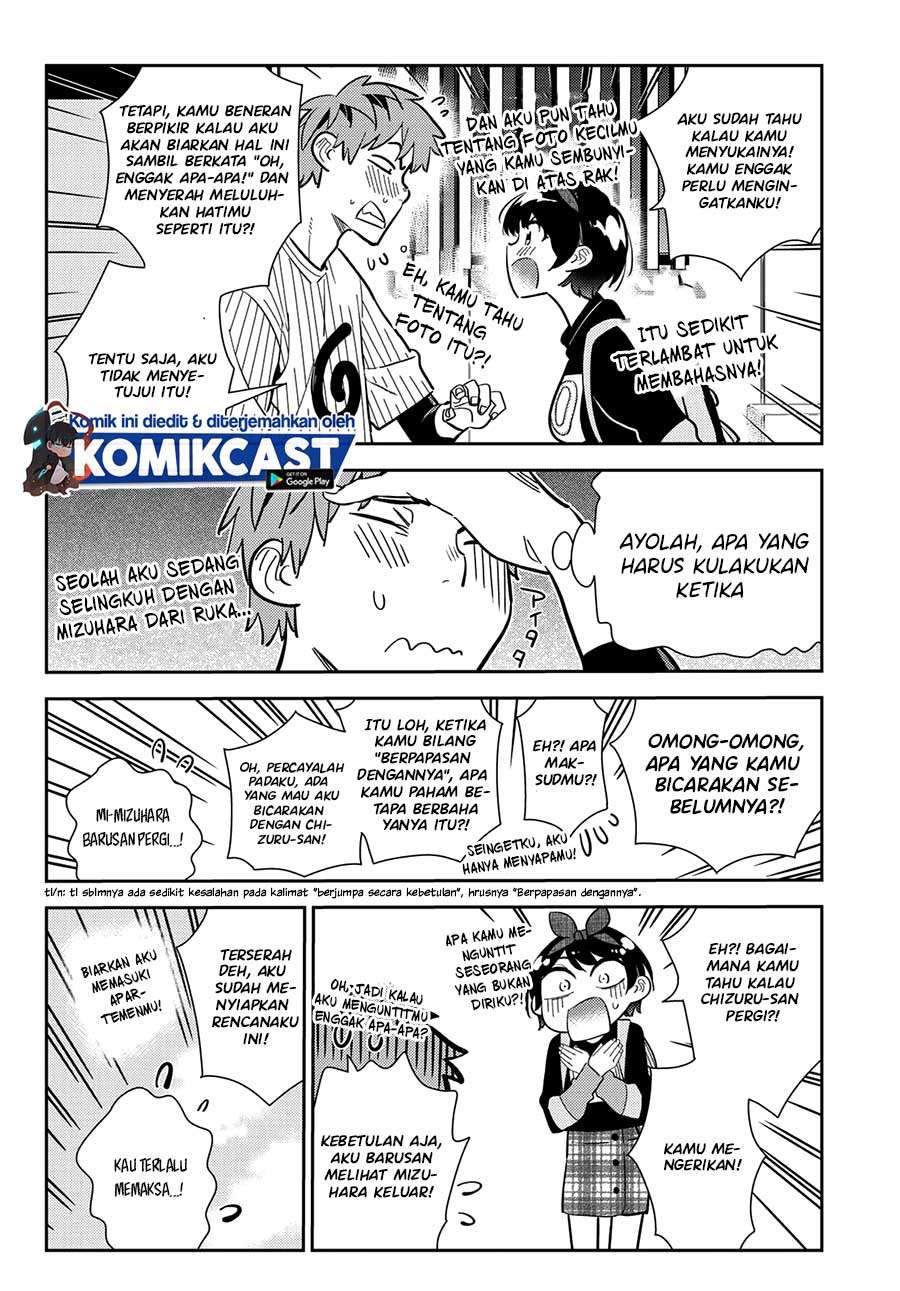 AKU SUDAH TAHU
KALAU KAMU
MENYUKAINYA!
KAMU ENGGAK
PERLU MENGIN-
GATKANKU!
DAN AKU PUN TAHU
TENTANG FOTO KECILMU
YANG KAMU SEMBUNYI-
KAN DI ATAS RAK!
ITU SEDIKIT
TERLAMBAT UNTUK
MEMBAHASNYA!
EH, KAMU TAHU
TENTANG
FOTO ITU?!
TETAPI, KAMU BENERAN
BERPIKIR KALAU AKU
AKAN BIARKAN HAL INI
SAMBIL BERKATA "OH,
ENGGAK APA-APA!" DAN
MENYERAH MELULUH-
KAN HATIMU
SEPERTI ITU?!
TENTU SAJA, AKU
TIDAK MENYE-
TUJUI ITU!
6
Komik ini diedit & diterjemahkan oleh
KOMIKCAST
GET IT ON
Google Play
AYOLAH, APA YANG
HARUS KULAKUKAN
KETIKA
SEOLAH AKU SEDANG
SELINGKUH DENGAN
MIZUHARA DARI RUKA...
OMONG-OMONG,
APA YANG KAMU
BICARAKAN SE-
BELUMNYA?!
EH?! APA
MAK-
SUDMU?!
SEINGETKU, AKU
HANYA MENYAPAMU!
ITU LOH, KETIKA
KAMU BILANG
"BERPAPASAN
DENGANNYA", APA
KAMU PAHAM BE-
TAPA BERBAHA
YANYA ITU?!
OH, PERCAYALAH
PADAKU, ADA
YANG MAU AKU
BICARAKAN
DENGAN CHI-
ZURU-SAN!
MI-MIZUHARA
BARUSAN PERGI...!
tl/n: tl sblmnya ada sedikit kesalahan pada kalimat "berjumpa secara kebetulan", hrusnya "Berpapasan dengannya".
EH?! BAGAI-
MANA KAMU
TAHU KALAU
CHIZURU-SAN
PERGI?!
KAMU ME-
NGERIKAN!
APA KAMU ME-
NGUNTIT
SESEORANG
YANG BUKAN
DIRIKU?!
OH, JADI KALAU
AKU MENGUNTITMU
ENGGAK APA-APA?
KEBETULAN AJA,
AKU BARUSAN
MELIHAT MIZU-
HARA KELUAR!
TERSERAH
DEH, AKU
SUDAH ME-
NYIAPKAN
RENCANAKU
INI!
BIARKAN AKU
MEMASUKI
APAR-
TEMENMU!
KAU TERLALU
MEMAKSA...!